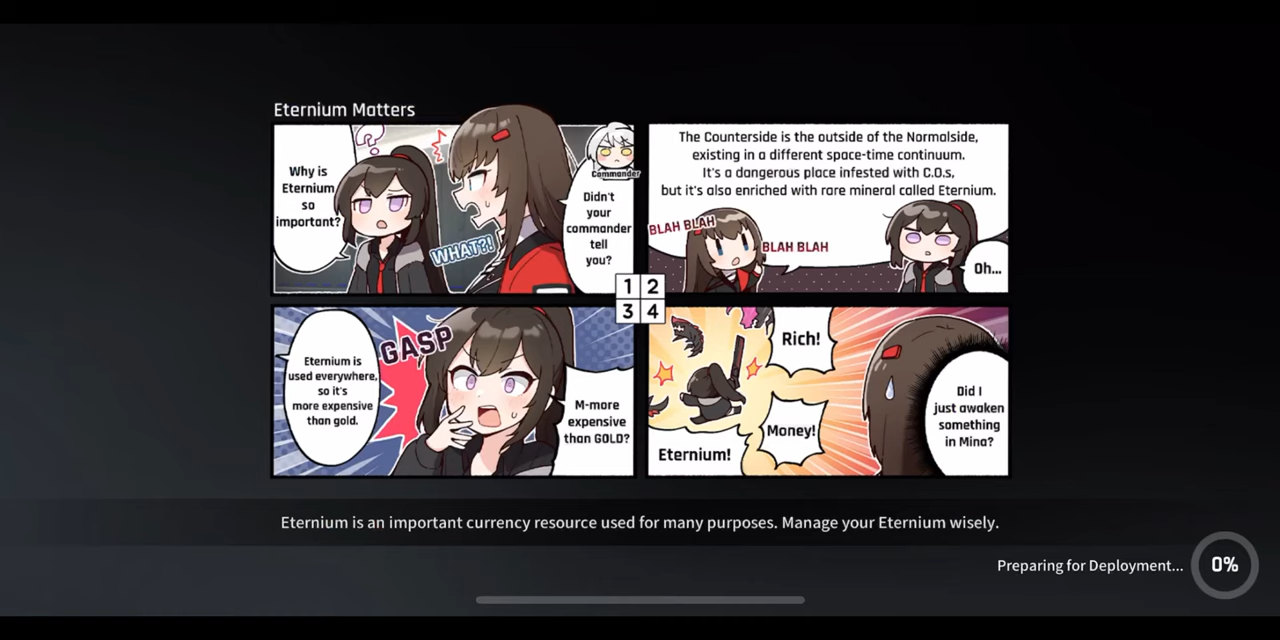 Eternium Matters
Why is
Eternium
so
important?
WHAT?!
Commander
Didn't
your
commander
tell
you?
The Counterside is the outside of the Normalside,
existing in a different space-time continuum.
It's a dangerous place infested with C.O.s,
but it's also enriched with rare mineral called Eternium.
BLAH BLAH
BLAH BLAH
Oh...
1 2
3 4
Eternium is
used everywhere,
so it's
more expensive
than gold.
GASP
M-more
expensive
than GOLD?
Rich!
Money!
Eternium!
Did I
just awaken
something
in Mina?
Eternium is an important currency resource used for many purposes. Manage your Eternium wisely.
Preparing for Deployment...
0%